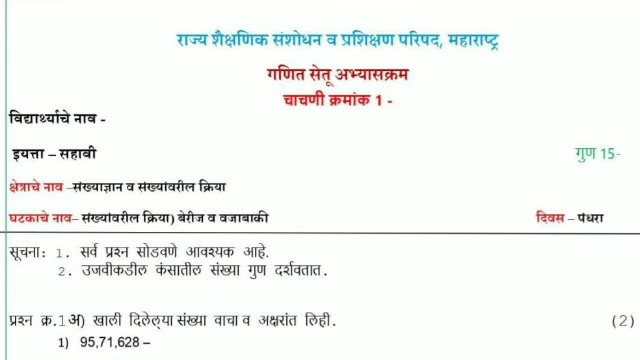 राज्य शैक्षणिक संशोधन व प्रशिक्षण परिषद, महाराष्ट्र
गणित सेतू अभ्यासक्रम
चाचणी क्रमांक 1 -
विद्यार्थ्याचे नाव -
इयत्ता – सहावी गुण 15-
क्षेत्राचे नाव –संख्याज्ञान व संख्यांवरील क्रिया
घटकाचे नाव– संख्यांवरील क्रिया) बेरीज व वजाबाकी दिवस – पंधरा
सूचना: 1. सर्व प्रश्न सोडवणे आवश्यक आहे.
2. उजवीकडील कंसातील संख्या गुण दर्शवतात.
प्रश्न क्र.1अ) खाली दिलेल्या संख्या वाचा व अक्षरांत लिही. (2)
1) 95,71,628 –